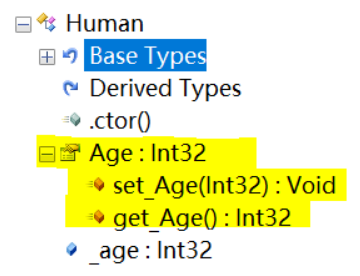 Human
Base Types
Derived Types
.ctor()
Age : Int32
set_Age(Int32) : Void
get_Age() : Int32
_age : Int32